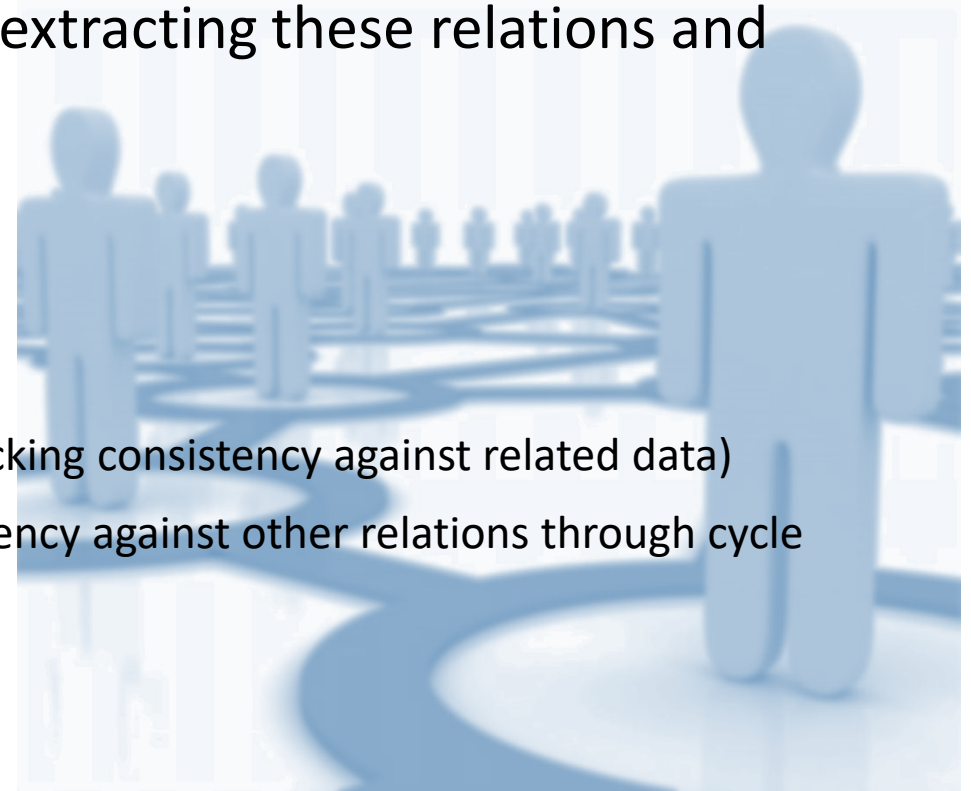 extracting these relations and
cking consistency against related data)
ency against other relations through cycle